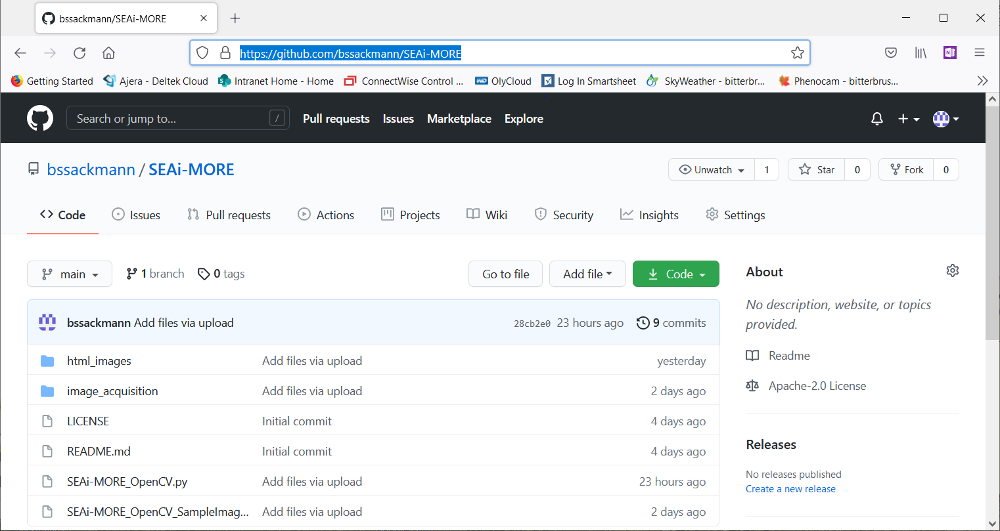 bssackmann/SEAi-MORE
https://github.com/bssackmann/SEAi-MORE
Getting Started Ajera - Deltek Cloud Intranet Home - Home ConnectWise Control ... OlyCloud Log In Smartsheet SkyWeather - bitterbr... Phenocam - bitterbrus...
Search or jump to... / Pull requests Issues Marketplace Explore
bssackmann / SEAi-MORE Unwatch 1 Star 0 Fork 0
Code Issues Pull requests Actions Projects Wiki Security Insights Settings
main 1 branch 0 tags Go to file Add file Code
bssackmann Add files via upload 28cb2e0 23 hours ago 9 commits
html_images Add files via upload yesterday
image_acquisition Add files via upload 2 days ago
LICENSE Initial commit 4 days ago
README.md Initial commit 4 days ago
SEAi-MORE_OpenCV.py Add files via upload 23 hours ago
SEAi-MORE_OpenCV_SampleImag... Add files via upload 2 days ago
About
No description, website, or topics
provided.
Readme
Apache-2.0 License
Releases
No releases published
Create a new release